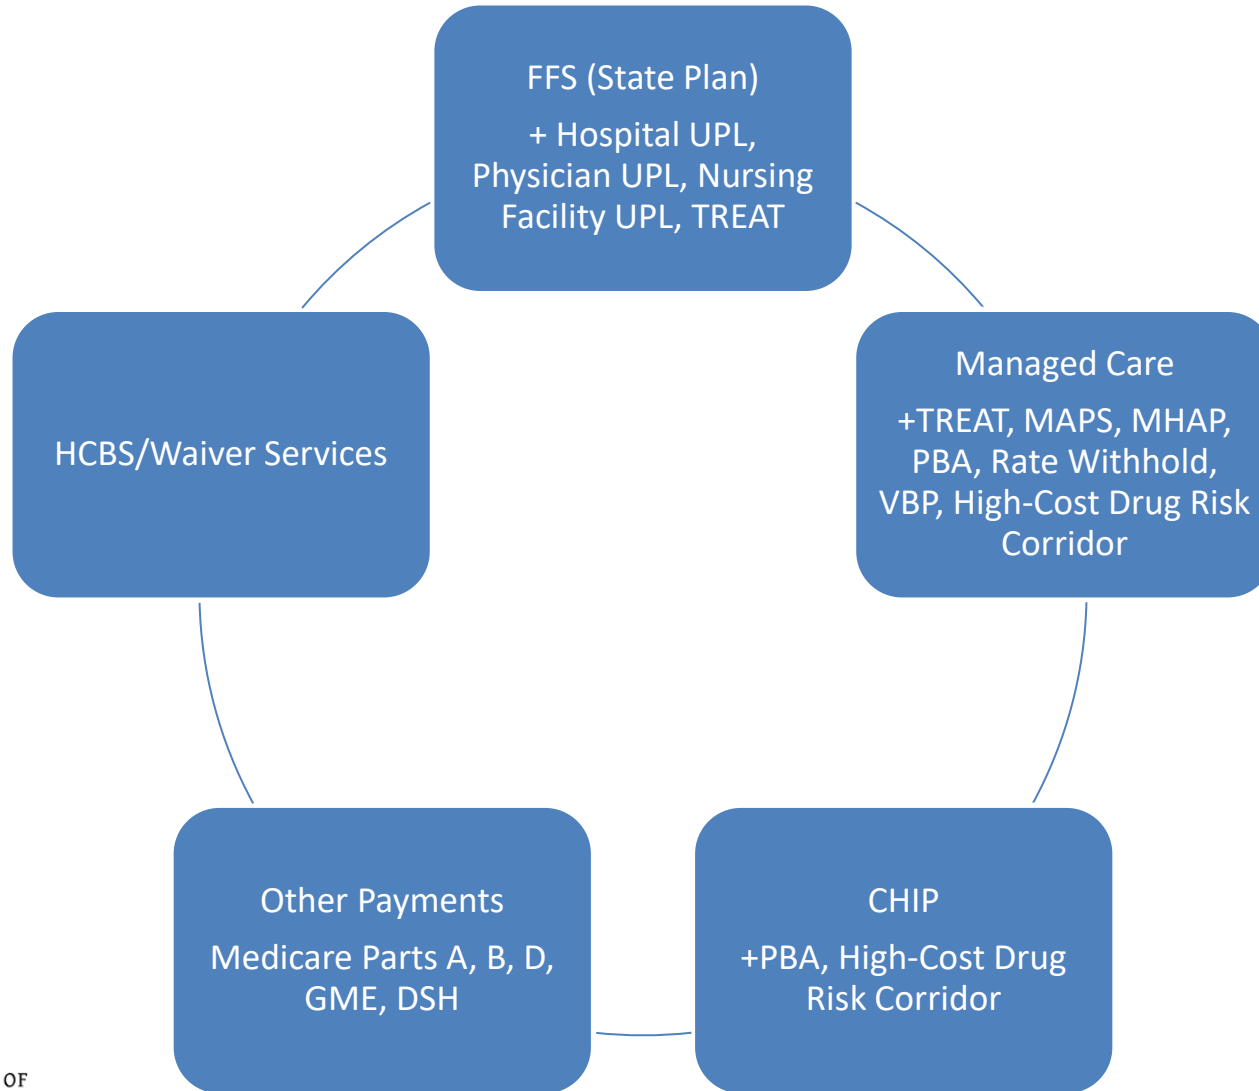 FFS (State Plan)
+ Hospital UPL,
Physician UPL, Nursing
Facility UPL, TREAT
Managed Care
+TREAT, MAPS, MHAP,
PBA, Rate Withhold,
VBP, High-Cost Drug Risk
Corridor
HCBS/Waiver Services
Other Payments
Medicare Parts A, B, D,
GME, DSH
CHIP
+PBA, High-Cost Drug
Risk Corridor
OF